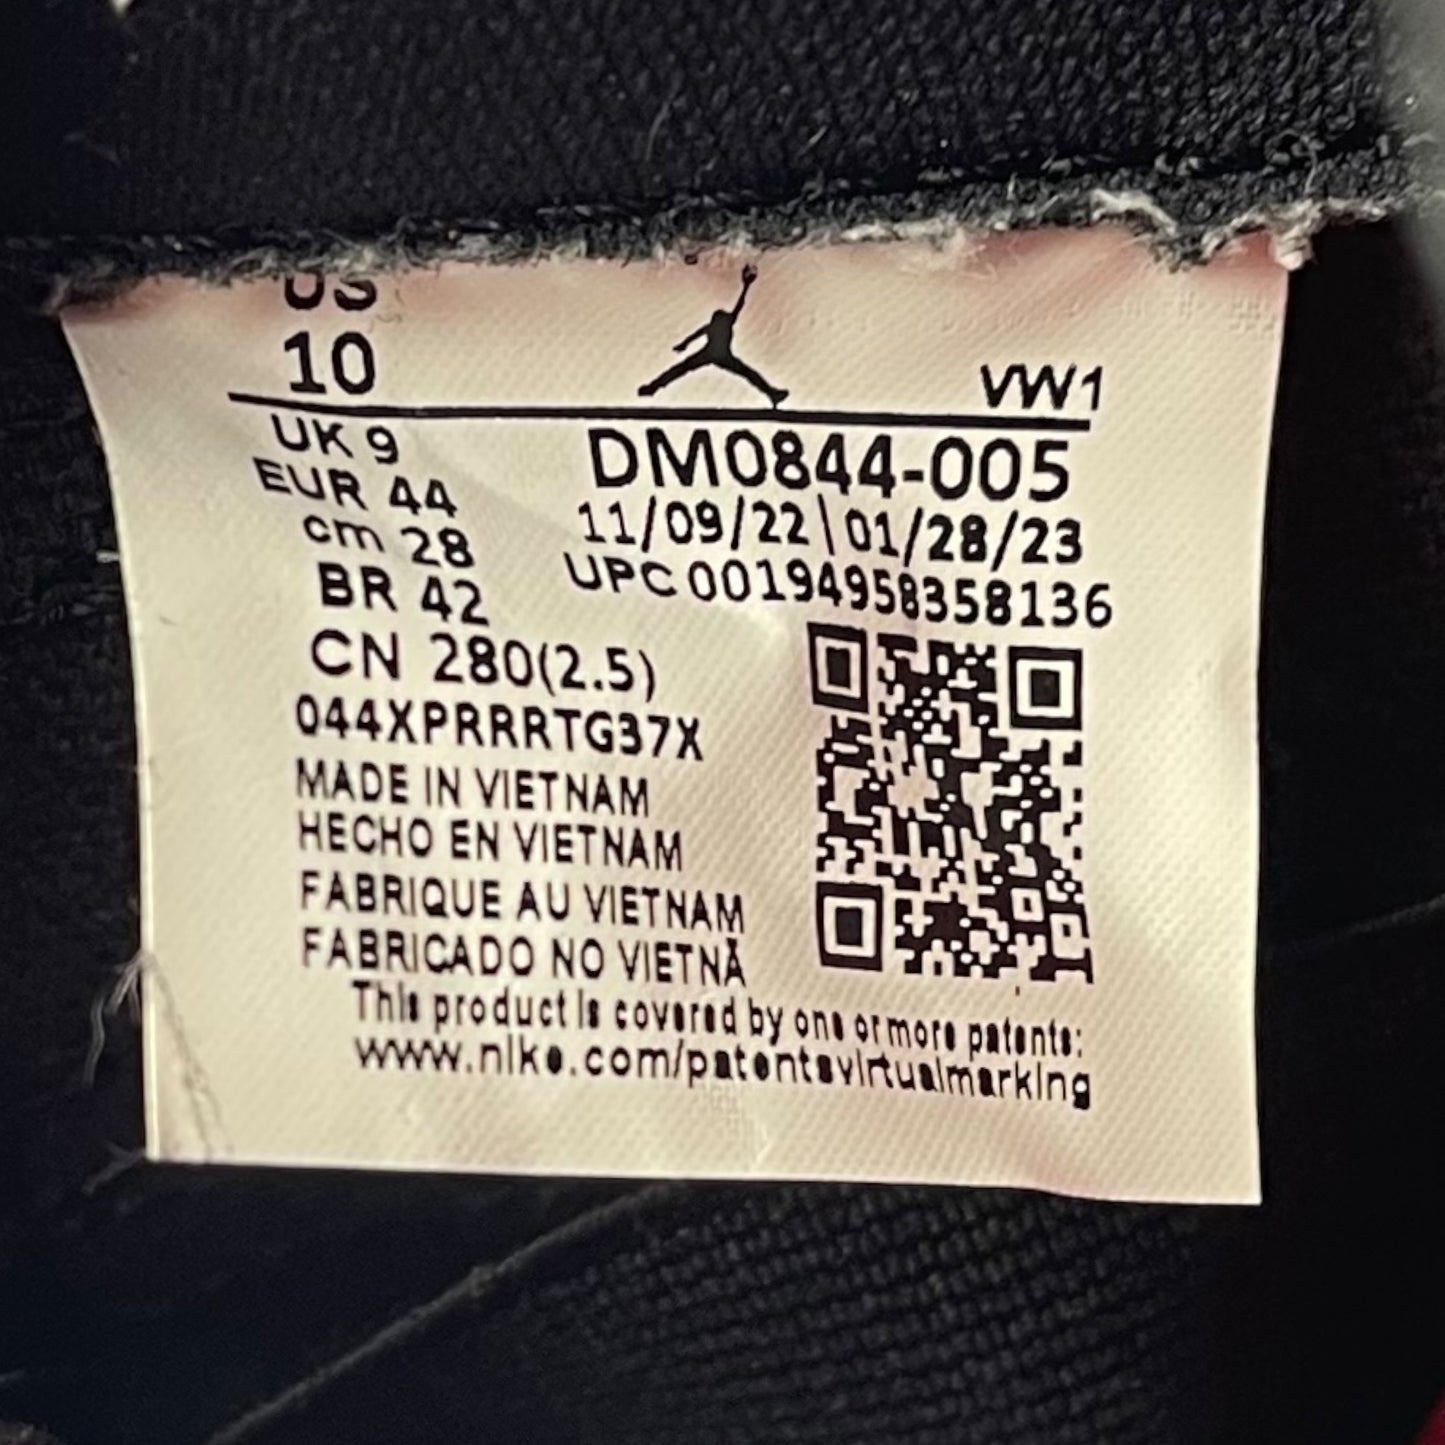 US
10
VW1
UK 9
EUR 44
cm 28
BR 42
CN 280(2.5)
DM0844-005
11/09/22\01/28/23
UPC 00194958358136
044XPRRRTG37X
MADE IN VIETNAM
HECHO EN VIETNAM
FABRIQUE AU VIETNAM
FABRICADO NO VIETNÃ
This product is covered by one or more patents:
www.nike.com/patentsvirtualmarking